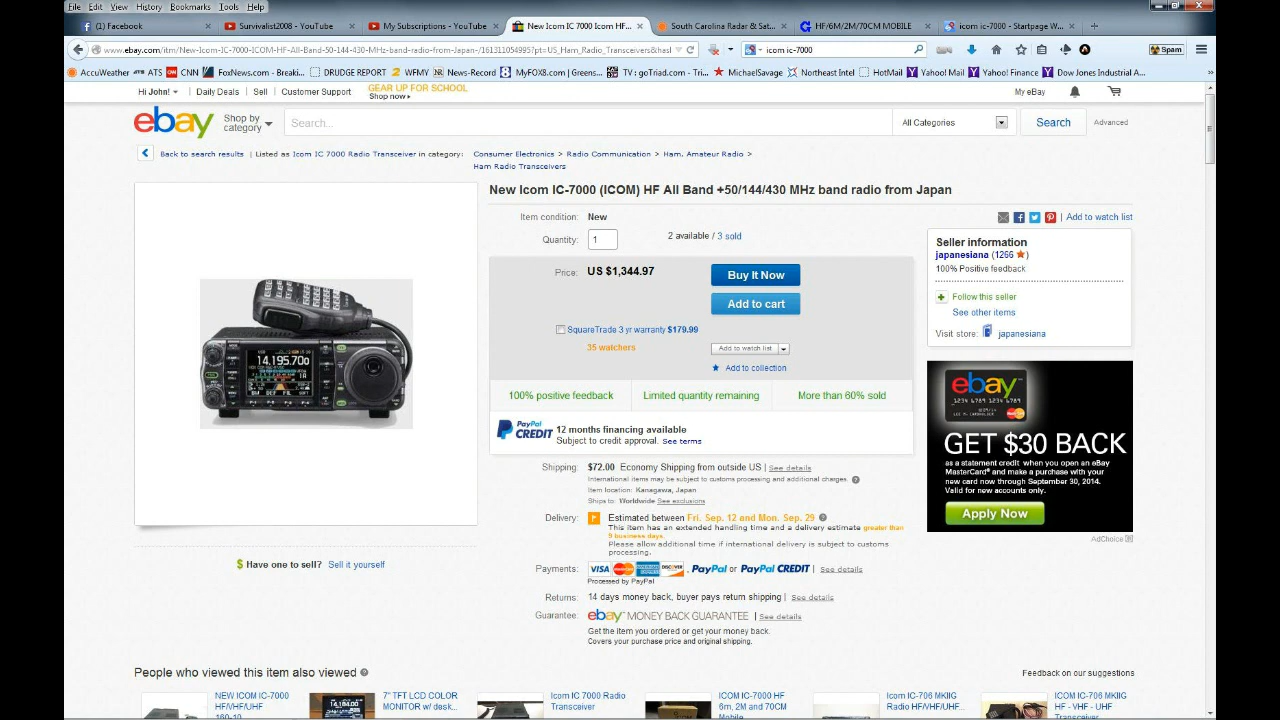 File Edit View History Bookmarks Tools Help
(1) Facebook
Survivalist2008 - YouTube
My Subscriptions - YouTube
New Icom IC 7000 Icom HF...
South Carolina Radar & Sat...
HF/6M/2M/70CM MOBILE
icom ic-7000 - Startpage W...
www.ebay.com/itm/New-Icom-IC-7000-ICOM-HF-All-Band-50-144-430-MHz-band-radio-from-Japan-/161311054995?pt=US_Ham_Radio_Transceivers&hasl
icom ic-7000
Spam
AccuWeather ATS CNN FoxNews.com - Breaki... DRUDGE REPORT WFMY News-Record MyFOX8.com | Greens... TV : goTriad.com - Tri... MichaelSavage Northeast Intel HotMail Yahoo! Mail Yahoo! Finance Dow Jones Industrial A...
Hi John! Daily Deals Sell Customer Support
GEAR UP FOR SCHOOL
Shop now
My eBay
ebay
Shop by
category
Search...
All Categories
Search
Advanced
Back to search results | Listed as Icom IC 7000 Radio Transceiver in category:
Consumer Electronics > Radio Communication > Ham, Amateur Radio >
Ham Radio Transceivers
New Icom IC-7000 (ICOM) HF All Band +50/144/430 MHz band radio from Japan
Item condition: New
Quantity: 1 2 available / 3 sold
Price: US $1,344.97
Buy It Now
Add to cart
SquareTrade 3 yr warranty $179.99
35 watchers
Add to watch list
Add to collection
100% positive feedback
Limited quantity remaining
More than 60% sold
PayPal CREDIT
12 months financing available
Subject to credit approval. See terms
Shipping: $72.00 Economy Shipping from outside US | See details
International items may be subject to customs processing and additional charges.
Item location: Kanagawa, Japan
Ships to: Worldwide See exclusions
Delivery: Estimated between Fri. Sep. 12 and Mon. Sep. 29
This item has an extended handling time and a delivery estimate greater than
9 business days.
Please allow additional time if international delivery is subject to customs
processing.
Payments: VISA MasterCard AMERICAN EXPRESS DISCOVER , PayPal or PayPal CREDIT | See details
Processed by PayPal
Returns: 14 days money back, buyer pays return shipping | See details
Guarantee: ebay MONEY BACK GUARANTEE | See details
Get the item you ordered or get your money back.
Covers your purchase price and original shipping.
14.195.70
$ Have one to sell? Sell it yourself
| Add to watch list
Seller information
japanesiana (1266 )
100% Positive feedback
Follow this seller
See other items
Visit store: japanesiana
ebay
GET $30 BACK
as a statement credit when you open an eBay
MasterCard® and make a purchase with your
new card now through September 30, 2014.
Valid for new accounts only.
Apply Now
AdChoice
People who viewed this item also viewed
Feedback on our suggestions
NEW ICOM IC-7000
HF/VHF/UHF
160-10
7" TFT LCD COLOR
MONITOR w/ desk...
Icom IC 7000 Radio
Transceiver
ICOM IC-7000 HF
6m, 2M and 70CM
Mobile
Icom IC-706 MKIIG
Radio HF/VHF/UHF...
ICOM IC-706 MKIIG
HF - VHF - UHF
Transceiver